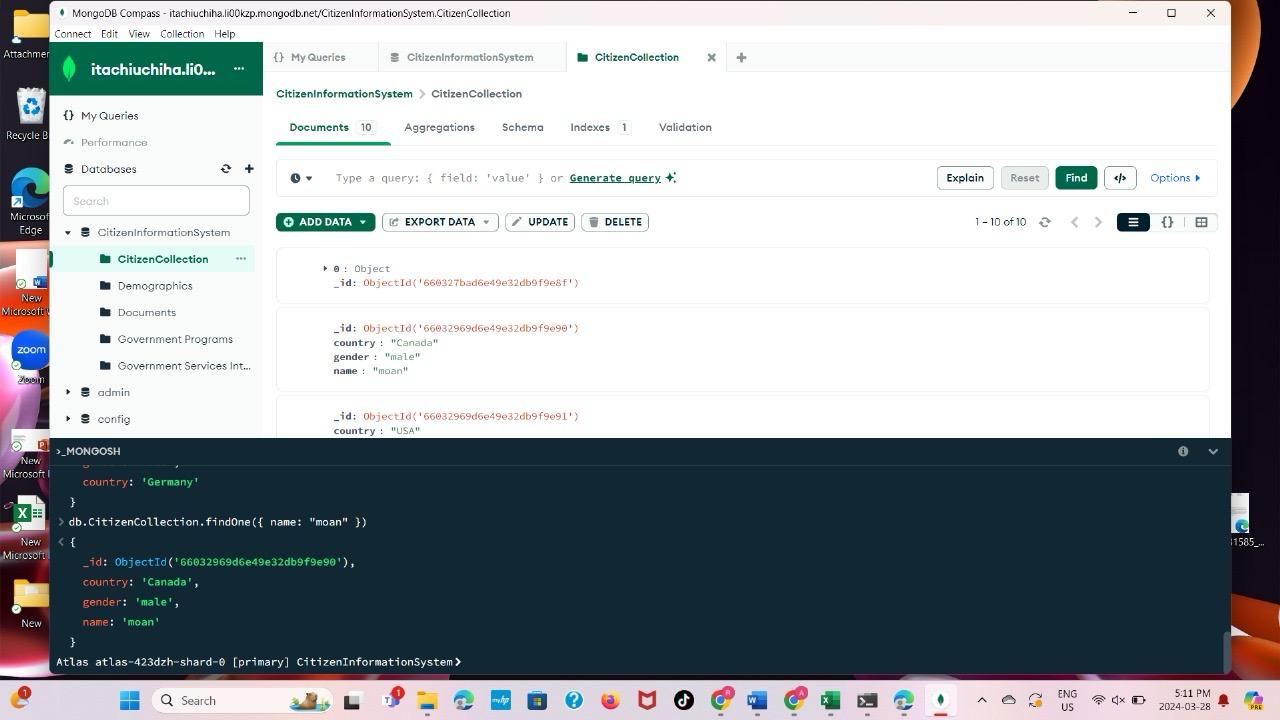 MongoDB Compass - itachiuchiha.li00kzp.mongodb.net/CitizenInformationSystem.CitizenCollection
Connect Edit View Collection Help
itachiuchiha.li0...
{} My Queries
CitizenInformationSystem
CitizenCollection
CitizenInformationSystem > CitizenCollection
{} My Queries
Performance
Databases
Search
CitizenInformationSystem
CitizenCollection
Demographics
Documents
Government Programs
Government Services Int...
admin
config
Documents 10 Aggregations Schema Indexes 1 Validation
Type a query: { field: 'value' } or Generate query
Explain Reset Find </> Options
ADD DATA EXPORT DATA UPDATE DELETE
1 – 10 of 10
{}
0 : Object
_id: ObjectId('660327bad6e49e32db9f9e8f')
_id: ObjectId('66032969d6e49e32db9f9e90')
country : "Canada"
gender : "male"
name : "moan"
_id: ObjectId('66032969d6e49e32db9f9e91')
country : "USA"
>_MONGOSH
country: 'Germany'
}
> db.CitizenCollection.findOne({ name: "moan" })
< {
_id: ObjectId('66032969d6e49e32db9f9e90'),
country: 'Canada',
gender: 'male',
name: 'moan'
}
Atlas atlas-423dzh-shard-0 [primary] CitizenInformationSystem>
Recycle B
Microsof
Edge
New
Microsoft W
zoom
Zoom
New
Microsoft
New
Microsoft
New
1585_...
1
Search
1
ENG
US
5:11 PM
2024-03-28